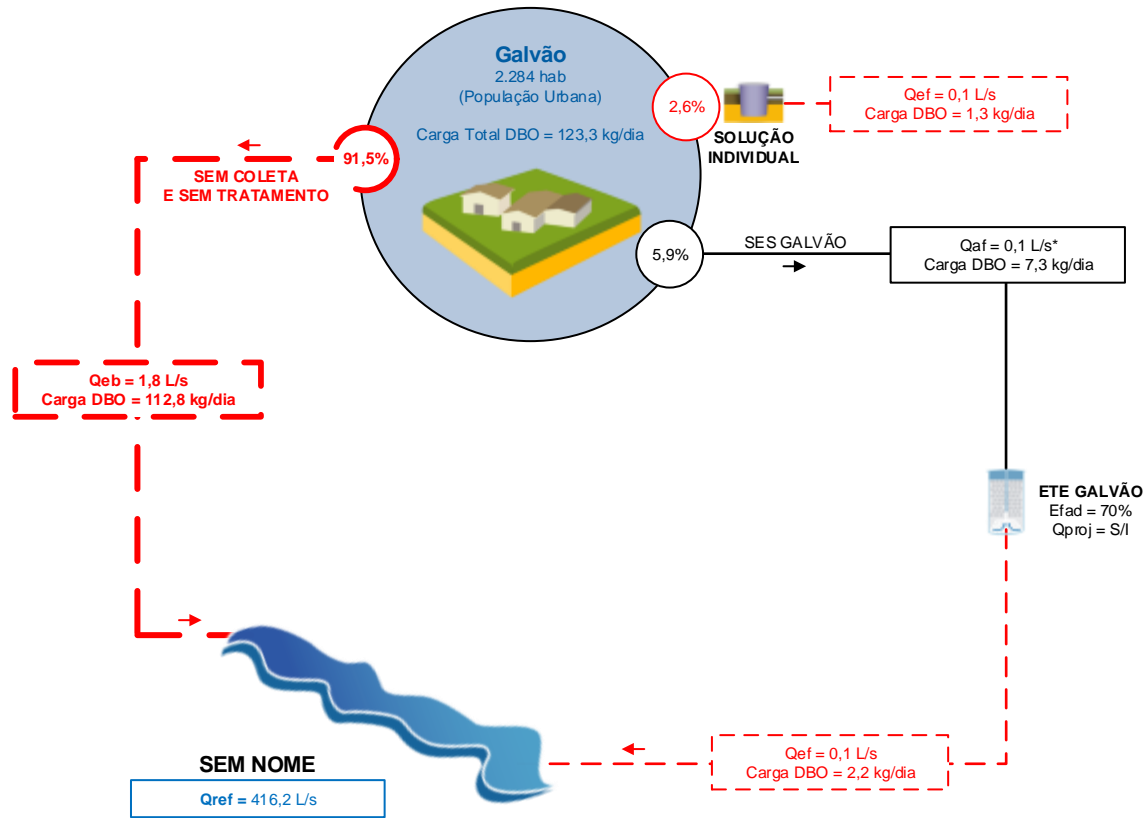 Galvão
2.284 hab
(População Urbana)
Carga Total DBO = 123,3 kg/dia
2,6%
SOLUÇÃO
INDIVIDUAL
Qef = 0,1 L/s
Carga DBO = 1,3 kg/dia
91,5%
SEM COLETA
E SEM TRATAMENTO
5,9%
SES GALVÃO
Qaf = 0,1 L/s*
Carga DBO = 7,3 kg/dia
Qeb = 1,8 L/s
Carga DBO = 112,8 kg/dia
ETE GALVÃO
Efad = 70%
Qproj = S/I
SEM NOME
Qref = 416,2 L/s
Qef = 0,1 L/s
Carga DBO = 2,2 kg/dia